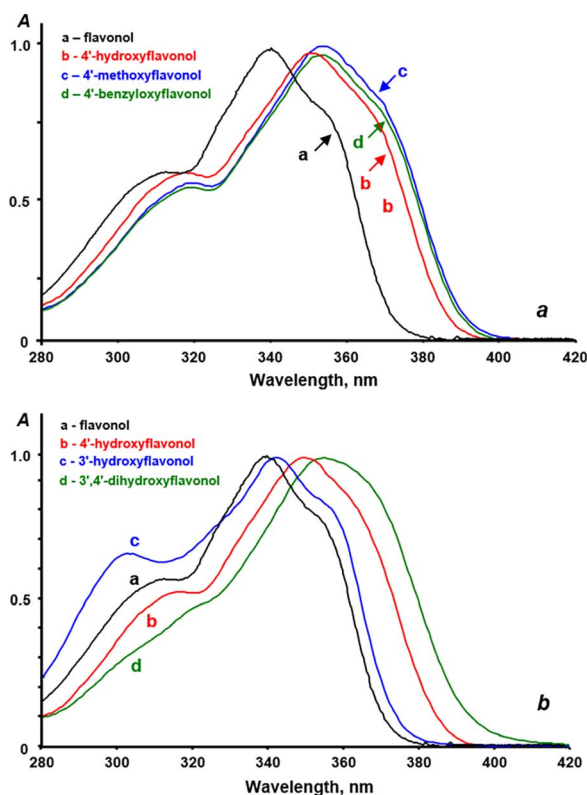 A
a – flavonol
b - 4'-hydroxyflavonol
c – 4'-methoxyflavonol
d – 4'-benzyloxyflavonol
1.0
c
a
d
b
b
0.5
a
0
280 300 320 340 360 380 400 420
Wavelength, nm
A
a - flavonol
b - 4'-hydroxyflavonol
c - 3'-hydroxyflavonol
d - 3',4'-dihydroxyflavonol
1.0
c
a
0.5
b
d
b
0
280 300 320 340 360 380 400 420
Wavelength, nm